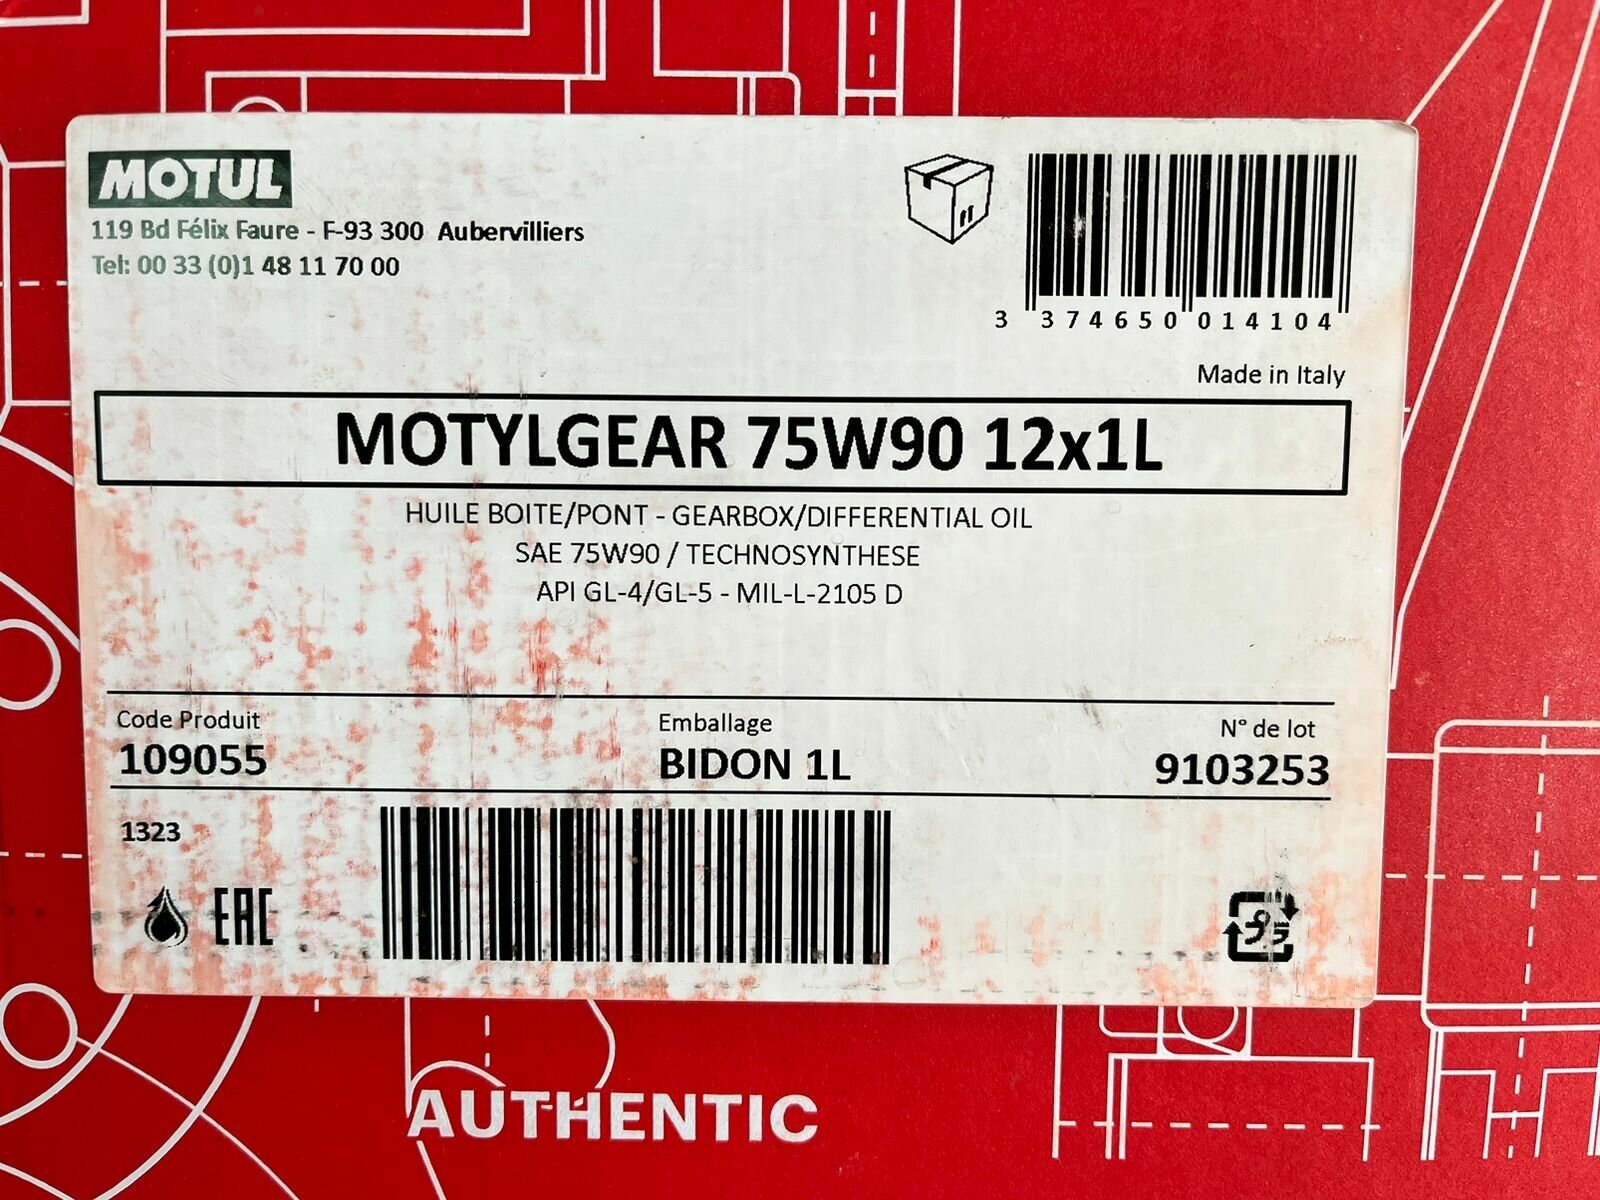 MOTUL
119 Bd Félix Faure - F-93 300 Aubervilliers
Tel: 00 33 (0)1 48 11 70 00
3 374650 014104
Made in Italy
MOTYLGEAR 75W90 12x1L
HUILE BOITE/PONT - GEARBOX/DIFFERENTIAL OIL
SAE 75W90 / TECHNOSYNTHESE
API GL-4/GL-5 - MIL-L-2105 D
Code Produit
109055
Emballage
BIDON 1L
N° de lot
9103253
1323
EAC
AUTHENTIC